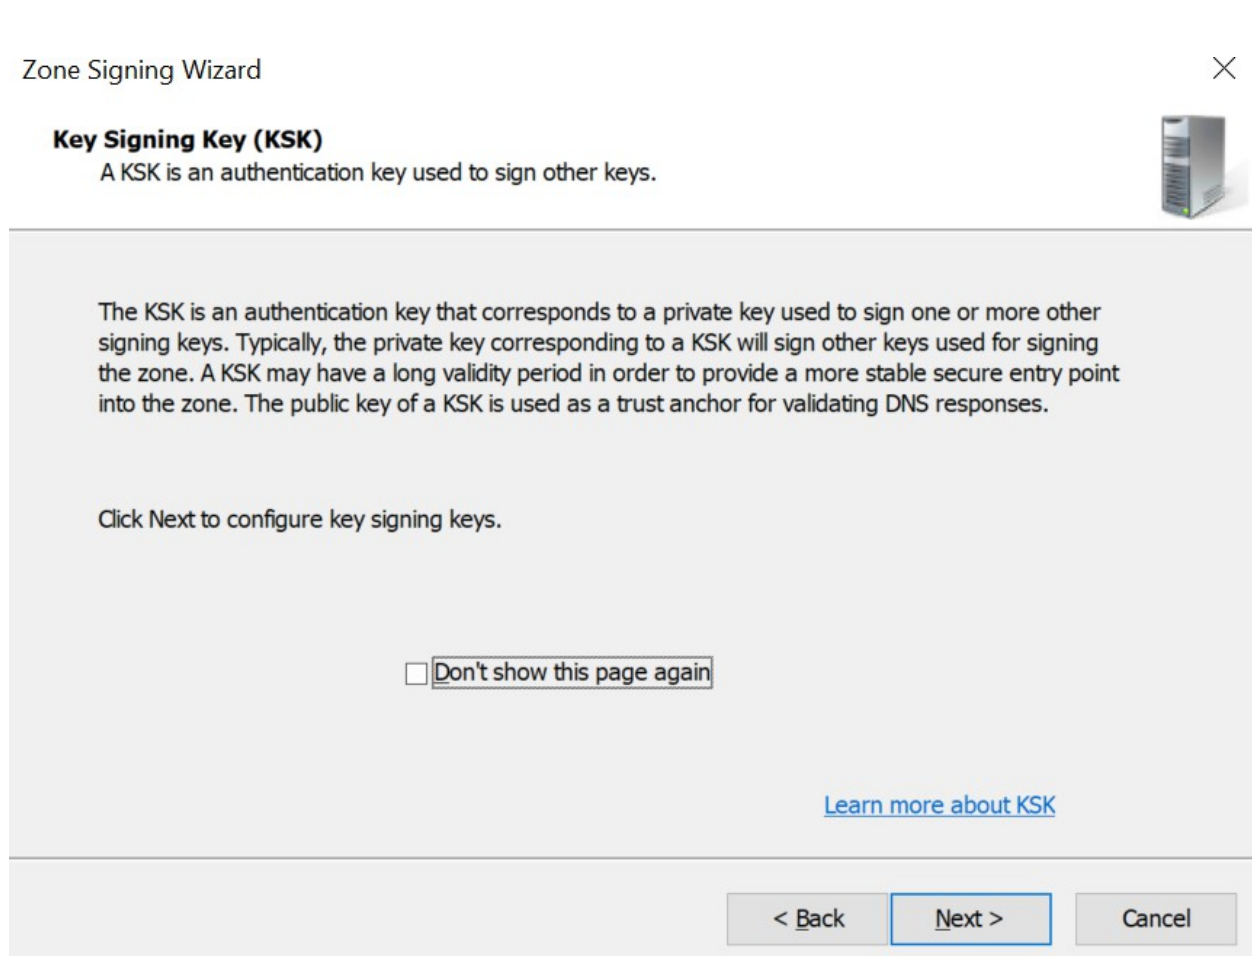 Zone Signing Wizard
Key Signing Key (KSK)
A KSK is an authentication key used to sign other keys.
The KSK is an authentication key that corresponds to a private key used to sign one or more other
signing keys. Typically, the private key corresponding to a KSK will sign other keys used for signing
the zone. A KSK may have a long validity period in order to provide a more stable secure entry point
into the zone. The public key of a KSK is used as a trust anchor for validating DNS responses.
Click Next to configure key signing keys.
Don't show this page again
Learn more about KSK
< Back
Next >
Cancel